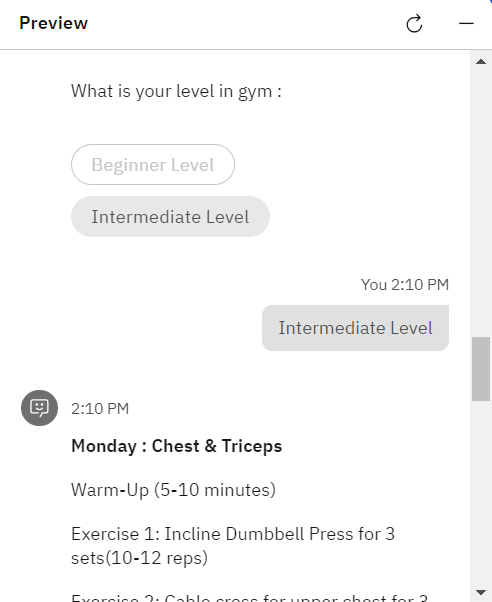 Preview
What is your level in gym :
Beginner Level
Intermediate Level
You 2:10 PM
Intermediate Level
2:10 PM
Monday : Chest & Triceps
Warm-Up (5-10 minutes)
Exercise 1: Incline Dumbbell Press for 3
sets(10-12 reps)
Exercise 2: Cable cross for upper chest for 3